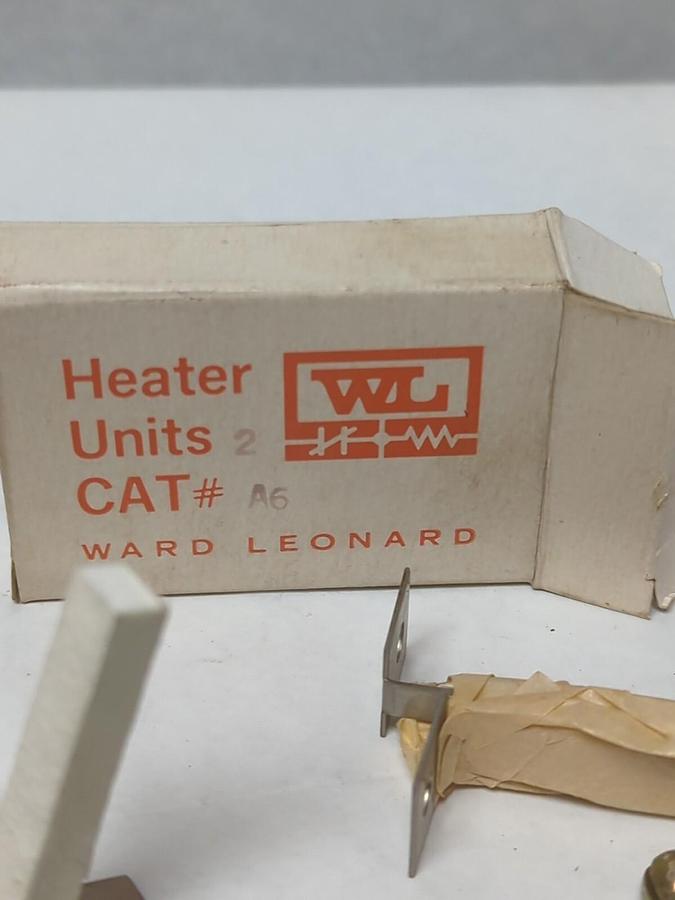 Heater
Units 2
CAT# A6
WARD LEONARD
WL